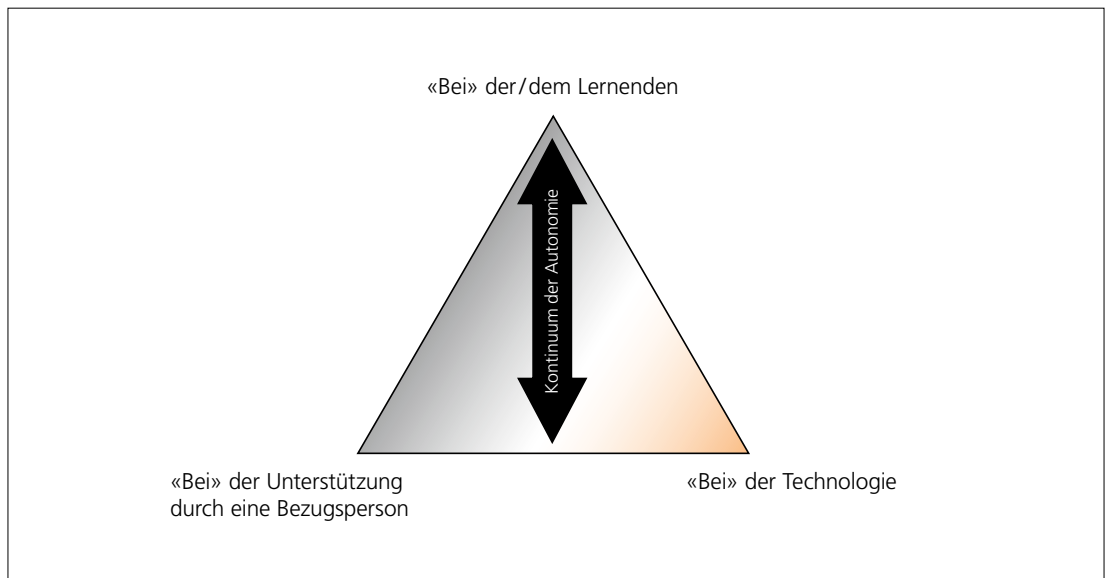 «Bei» der/dem Lernenden
Kontinuum der Autonomie
«Bei» der Unterstützung
durch eine Bezugsperson
«Bei» der Technologie